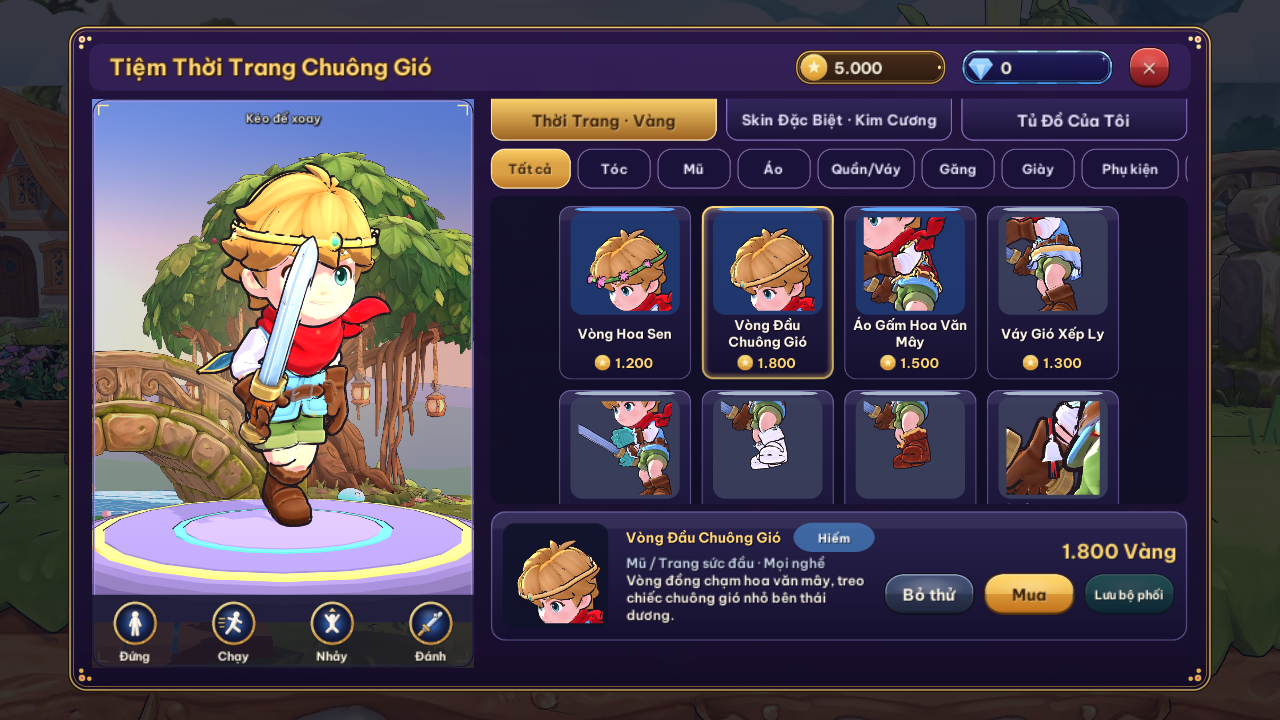 Tiệm Thời Trang Chuông Gió
5.000
0
Kéo để xoay
Thời Trang · Vàng
Skin Đặc Biệt · Kim Cương
Tủ Đồ Của Tôi
Tất cả
Tóc
Mũ
Áo
Quần/Váy
Găng
Giày
Phụ kiện
Vòng Hoa Sen
1.200
Vòng Đầu
Chuông Gió
1.800
Áo Gấm Hoa Văn
Mây
1.500
Váy Gió Xếp Ly
1.300
Vòng Đầu Chuông Gió
Hiếm
Mũ / Trang sức đầu · Mọi nghề
Vòng đồng chạm hoa văn mây, treo
chiếc chuông gió nhỏ bên thái
dương.
1.800 Vàng
Bỏ thử
Mua
Lưu bộ phối
Đứng
Chạy
Nhảy
Đánh